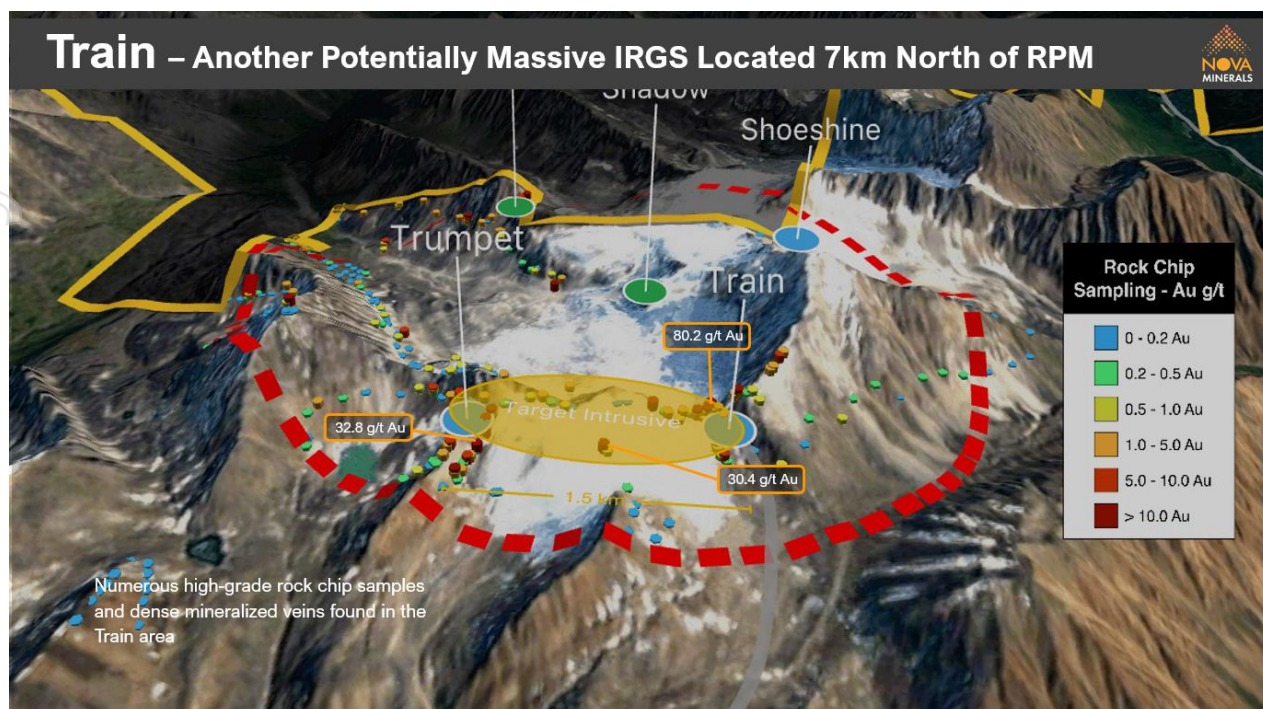 Train – Another Potentially Massive IRGS Located 7km North of RPM
NOVA
MINERALS
Shadow
Shoeshine
Trumpet
Train
Rock Chip
Sampling - Au g/t
0 - 0.2 Au
0.2 - 0.5 Au
0.5 - 1.0 Au
1.0 - 5.0 Au
5.0 - 10.0 Au
> 10.0 Au
80.2 g/t Au
Target Intrusive
32.8 g/t Au
30.4 g/t Au
1.5 km
Numerous high-grade rock chip samples
and dense mineralized veins found in the
Train area